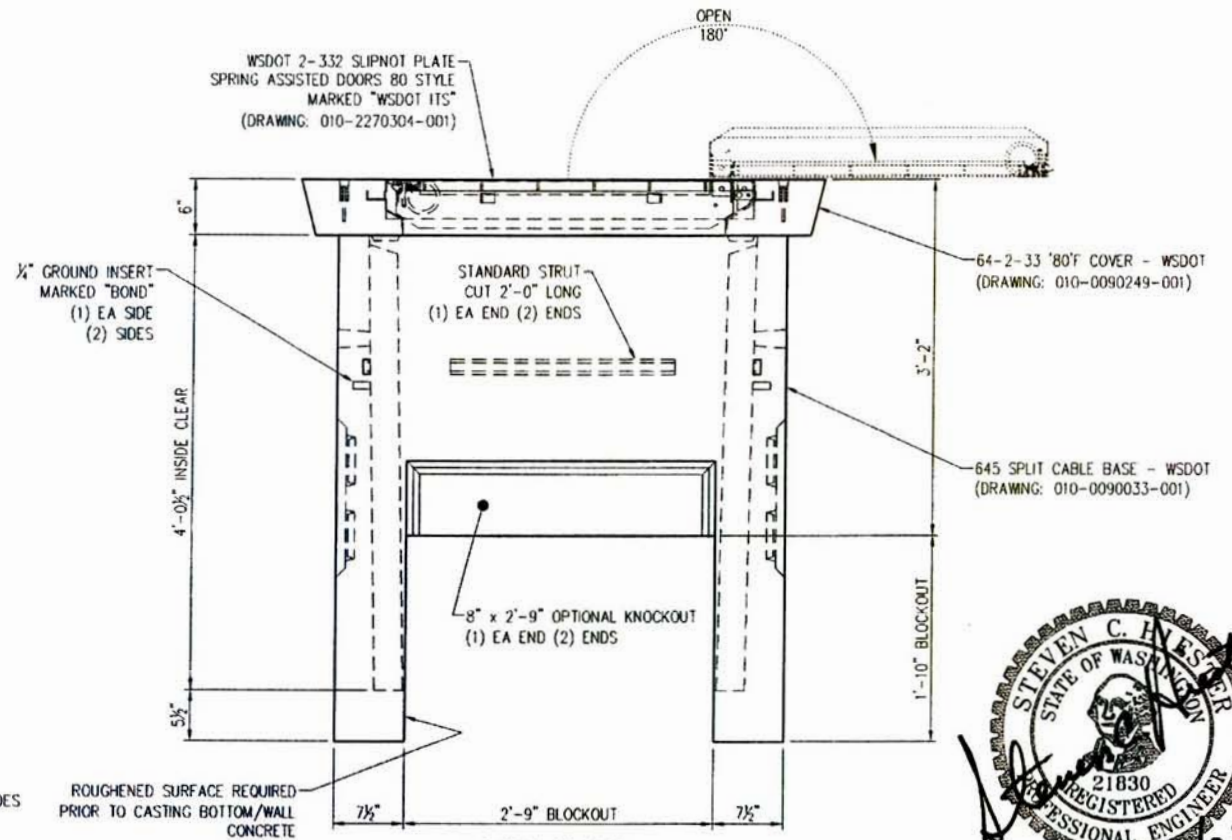 OPEN
180°
WSDOT 2-332 SLIPNOT PLATE
SPRING ASSISTED DOORS 80 STYLE
MARKED "WSDOT ITS"
(DRAWING: 010-2270304-001)
6"
¼" GROUND INSERT
MARKED "BOND"
(1) EA SIDE
(2) SIDES
STANDARD STRUT
CUT 2'-0" LONG
(1) EA END (2) ENDS
64-2-33 '80'F COVER - WSDOT
(DRAWING: 010-0090249-001)
3'-2"
4'-0½" INSIDE CLEAR
645 SPLIT CABLE BASE - WSDOT
(DRAWING: 010-0090033-001)
8" x 2'-9" OPTIONAL KNOCKOUT
(1) EA END (2) ENDS
1'-10" BLOCKOUT
5½"
ROUGHENED SURFACE REQUIRED
PRIOR TO CASTING BOTTOM/WALL
CONCRETE
7½"
2'-9" BLOCKOUT
7½"
STEVEN C. HIESTER
STATE OF WASHINGTON
21830
REGISTERED
PROFESSIONAL ENGINEER